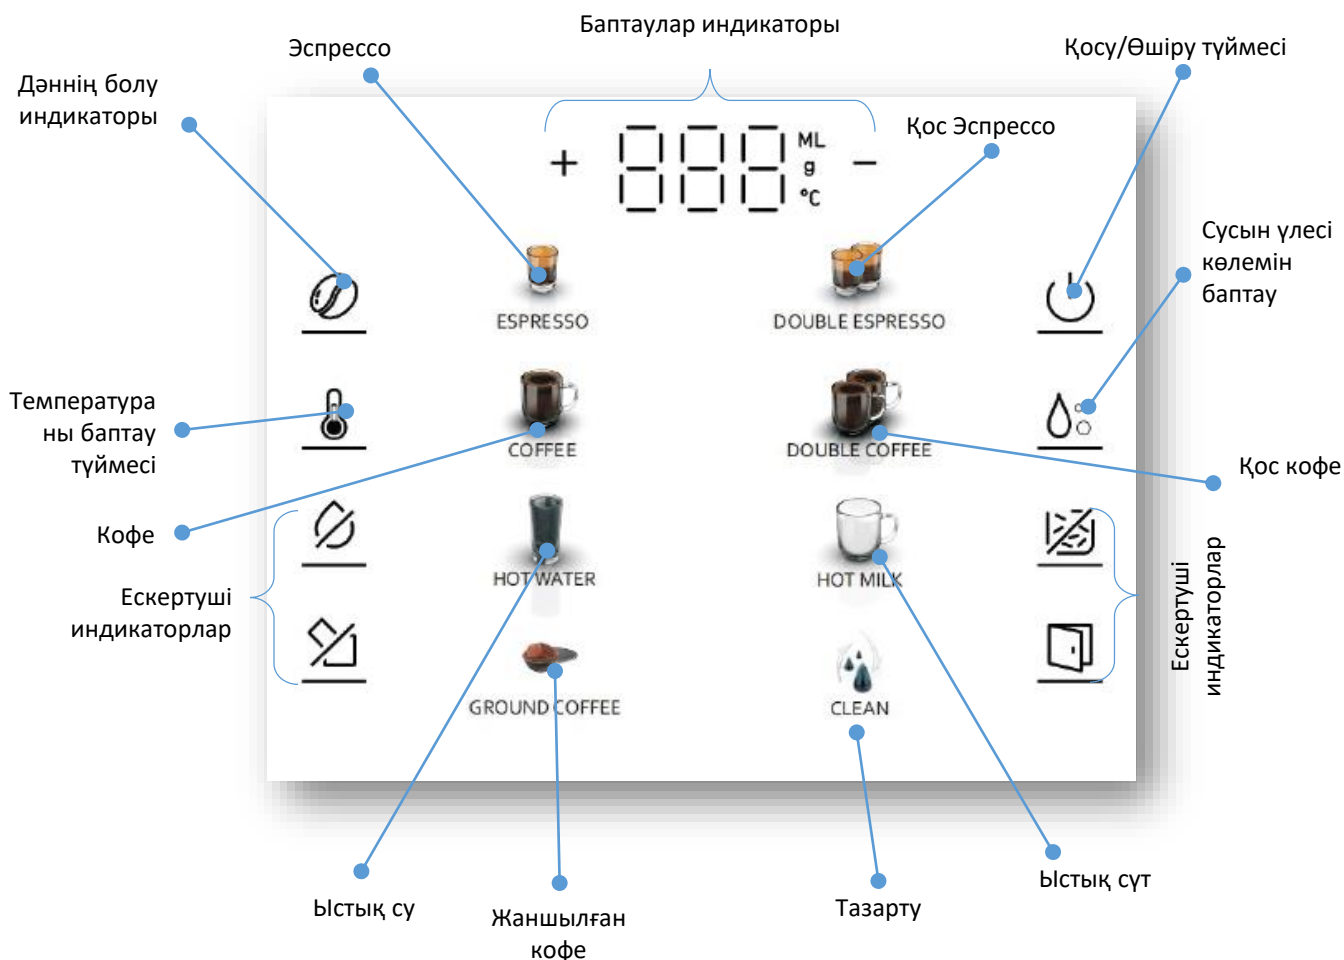 Баптаулар индикаторы
Эспрессо
Қосу/Өшіру түймесі
Дәннің болу
индикаторы
Қос Эспрессо
+ 888 ML g °C −
Сусын үлесі
көлемін
баптау
ESPRESSO
DOUBLE ESPRESSO
Температура
ны баптау
түймесі
COFFEE
DOUBLE COFFEE
Қос кофе
Кофе
HOT WATER
HOT MILK
Ескертуші
индикаторлар
Ескертуші
индикаторлар
GROUND COFFEE
CLEAN
Ыстық су
Жаншылған
кофе
Тазарту
Ыстық сүт